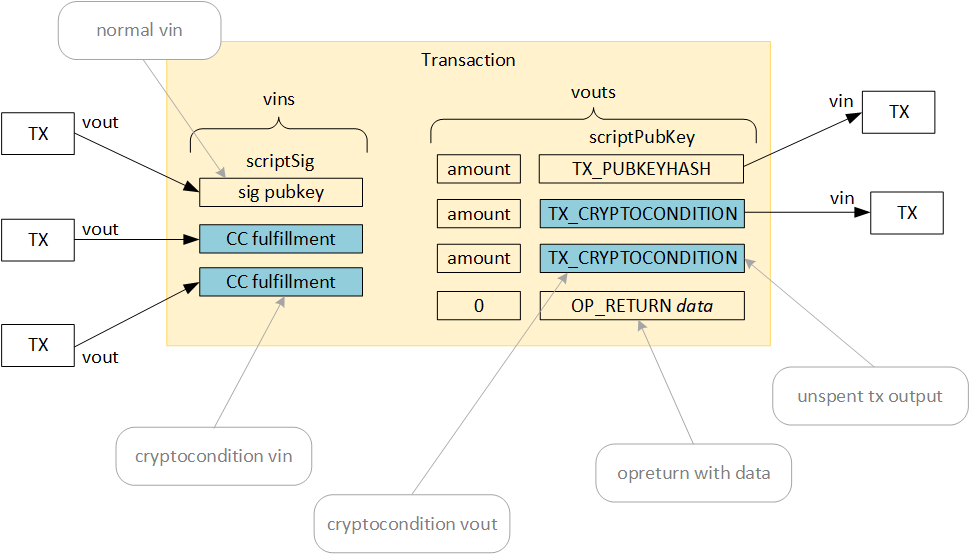 normal vin
Transaction
vins
vouts
scriptSig
scriptPubKey
TX
vout
sig pubkey
amount
TX_PUBKEYHASH
vin
TX
TX
vout
CC fulfillment
amount
TX_CRYPTOCONDITION
vin
TX
CC fulfillment
amount
TX_CRYPTOCONDITION
TX
vout
0
OP_RETURN data
unspent tx output
cryptocondition vin
opreturn with data
cryptocondition vout